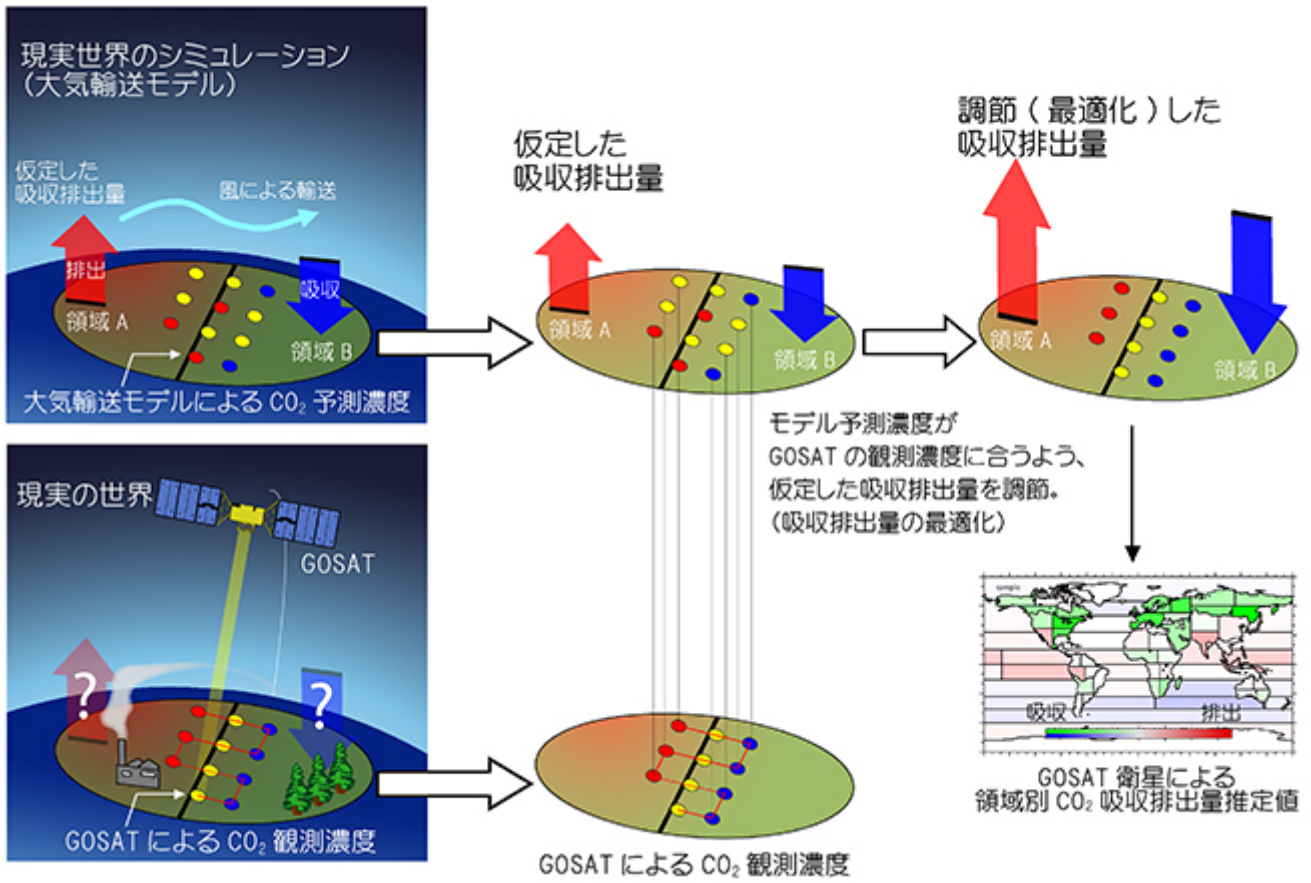 現実世界のシミュレーション
(大気輸送モデル)
仮定した
吸収排出量
風による輸送
排出
吸収
領域 A
領域 B
大気輸送モデルによる CO₂ 予測濃度
仮定した
吸収排出量
領域 A
領域 B
調節 ( 最適化 ) した
吸収排出量
領域 A
領域 B
モデル予測濃度が
GOSAT の観測濃度に合うよう、
仮定した吸収排出量を調節。
(吸収排出量の最適化)
現実の世界
GOSAT
?
?
GOSAT による CO₂ 観測濃度
GOSAT による CO₂ 観測濃度
吸収
排出
GOSAT 衛星による
領域別 CO₂ 吸収排出量推定値